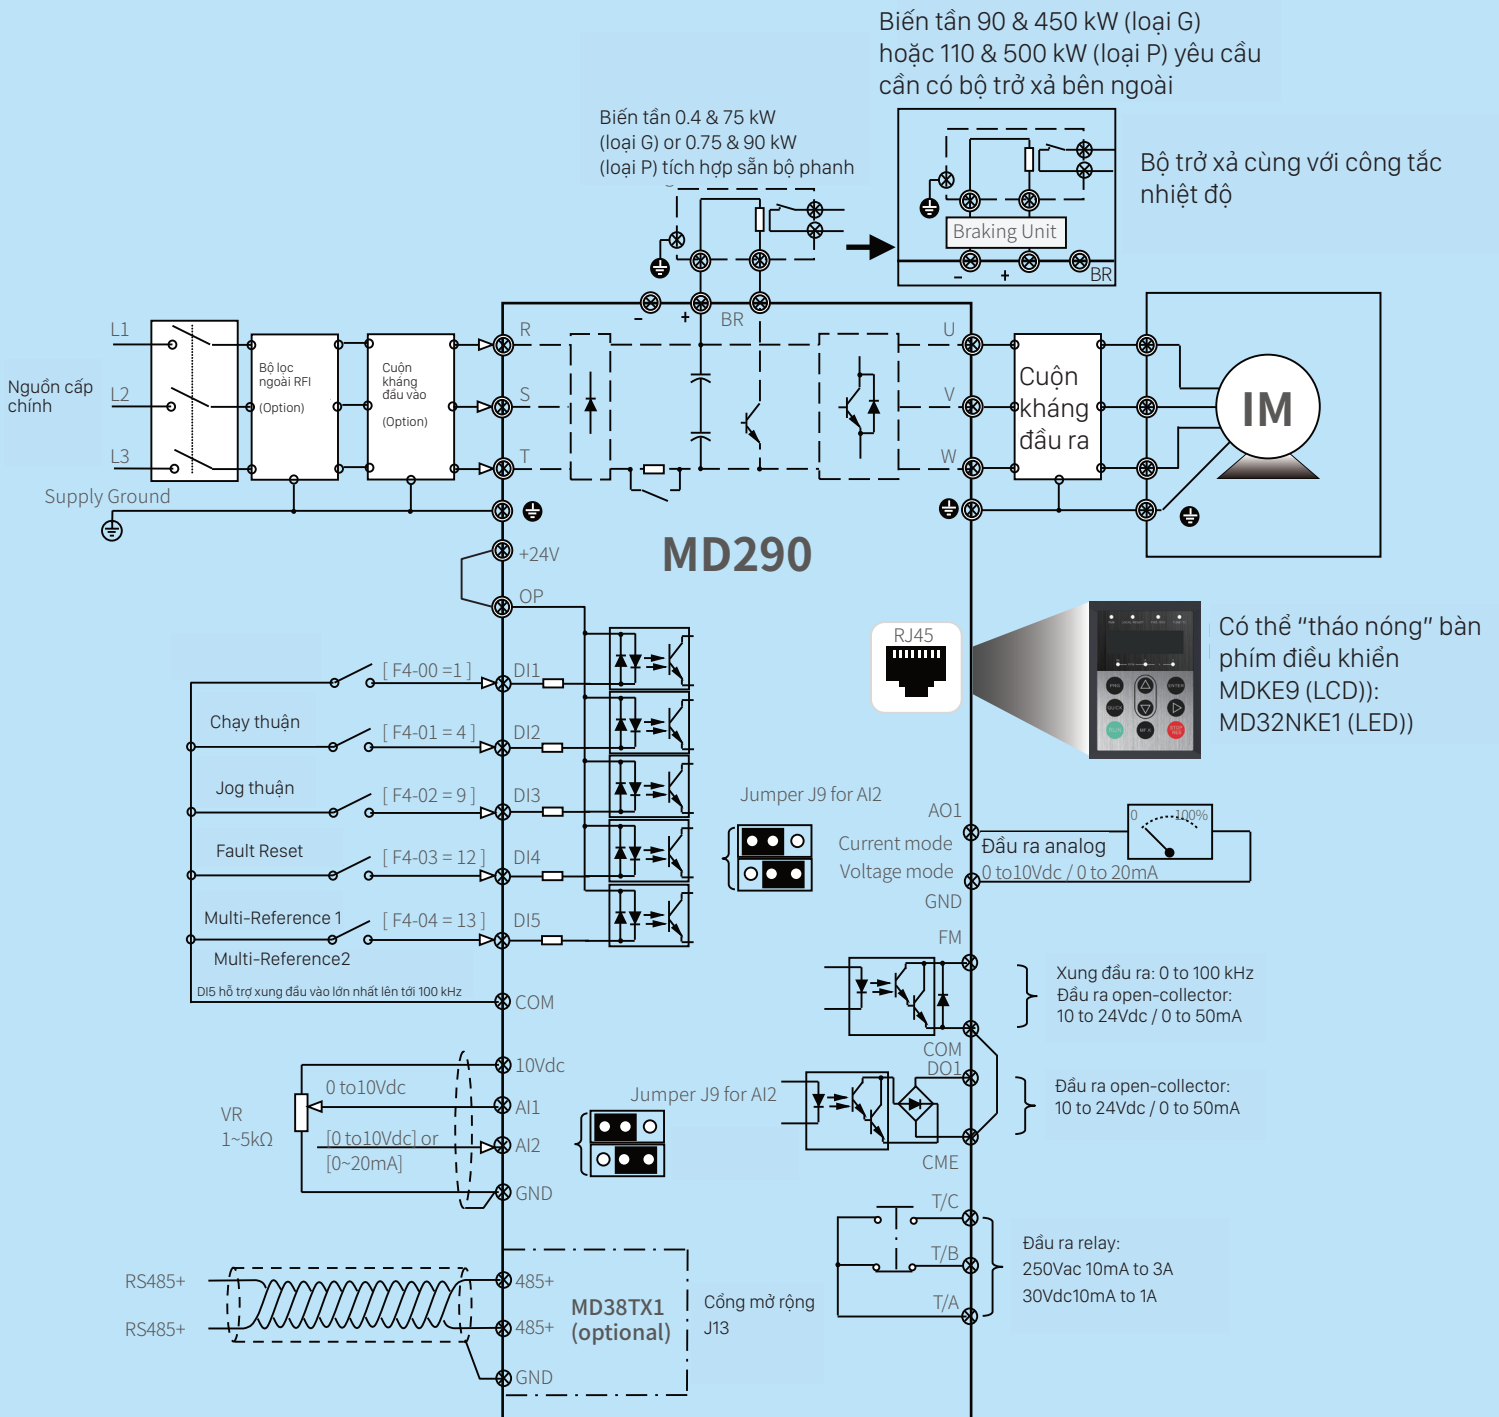 Biến tần 90 & 450 kW (loại G)
hoặc 110 & 500 kW (loại P) yêu cầu
cần có bộ trở xả bên ngoài
Biến tần 0.4 & 75 kW
(loại G) or 0.75 & 90 kW
(loại P) tích hợp sẵn bộ phanh
Bộ trở xả cùng với công tắc
nhiệt độ
Braking Unit
– + BR
– + BR
L1
L2
L3
Nguồn cấp
chính
Supply Ground
Bộ lọc
ngoài RFI
(Option)
Cuộn
kháng
đầu vào
(Option)
R
S
T
U
V
W
Cuộn
kháng
đầu ra
IM
MD290
+24V
OP
RJ45
Có thể “tháo nóng” bàn
phím điều khiển
MDKE9 (LCD)):
MD32NKE1 (LED))
PRG
ENTER
QUICK
RUN
MF.K
STOP
RES
[ F4-00 =1 ] DI1
Chạy thuận
[ F4-01 = 4 ] DI2
Jog thuận
[ F4-02 = 9 ] DI3
Fault Reset
[ F4-03 = 12 ] DI4
Multi-Reference 1
[ F4-04 = 13 ] DI5
Multi-Reference2
DI5 hỗ trợ xung đầu vào lớn nhất lên tới 100 kHz
COM
Jumper J9 for AI2
Current mode
Voltage mode
AO1
GND
0 100%
Đầu ra analog
0 to10Vdc / 0 to 20mA
FM
COM
Xung đầu ra: 0 to 100 kHz
Đầu ra open-collector:
10 to 24Vdc / 0 to 50mA
DO1
CME
Đầu ra open-collector:
10 to 24Vdc / 0 to 50mA
10Vdc
0 to10Vdc
AI1
VR
1~5kΩ
[0 to10Vdc] or
[0~20mA]
AI2
GND
Jumper J9 for AI2
T/C
T/B
T/A
Đầu ra relay:
250Vac 10mA to 3A
30Vdc10mA to 1A
RS485+
RS485+
485+
485+
GND
MD38TX1
(optional)
Cổng mở rộng
J13